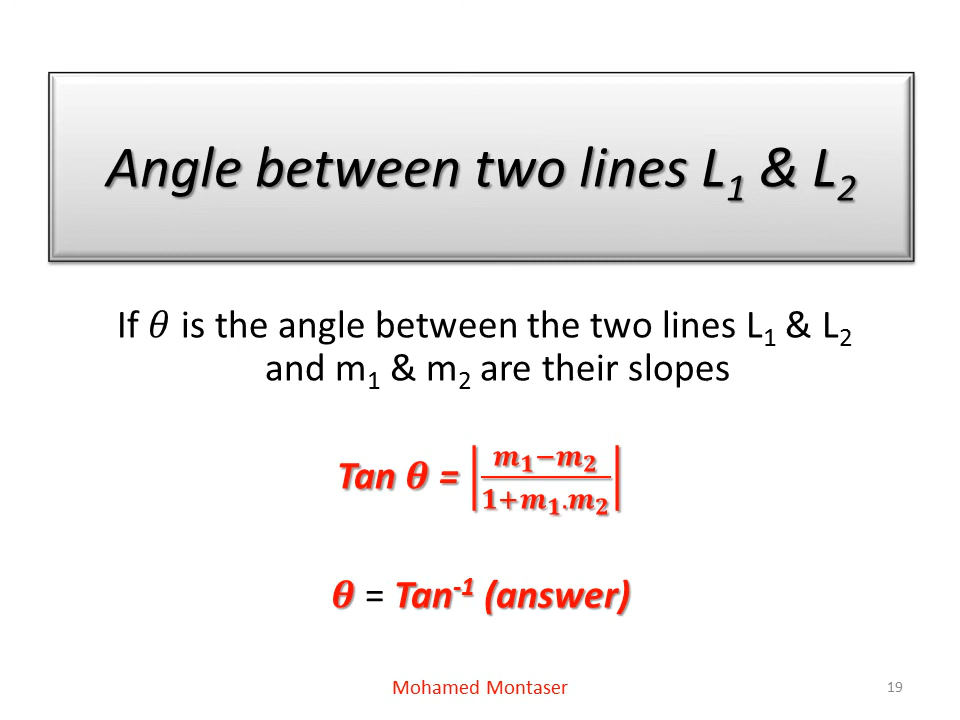 Angle between two lines L₁ & L₂
If 𝜃 is the angle between the two lines L₁ & L₂
and m₁ & m₂ are their slopes
Tan 𝜽 = |(𝒎₁−𝒎₂)/(𝟏+𝒎₁.𝒎₂)|
𝜽 = Tan⁻¹ (answer)
Mohamed Montaser
19